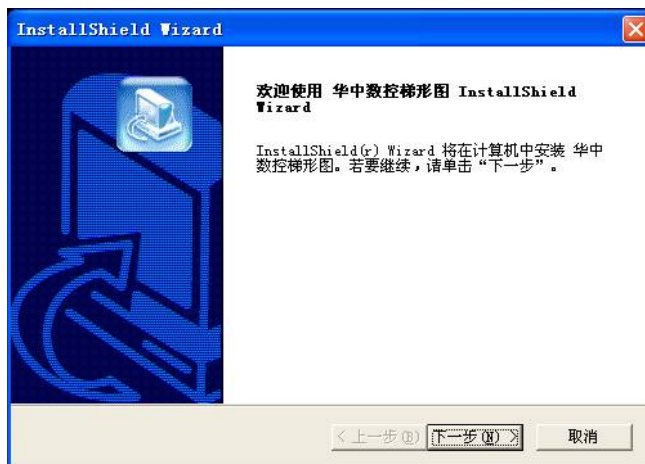 InstallShield Wizard
欢迎使用 华中数控梯形图 InstallShield
Wizard
InstallShield(r) Wizard 将在计算机中安装 华中
数控梯形图。若要继续，请单击“下一步”。
< 上一步(B) 下一步(N) > 取消